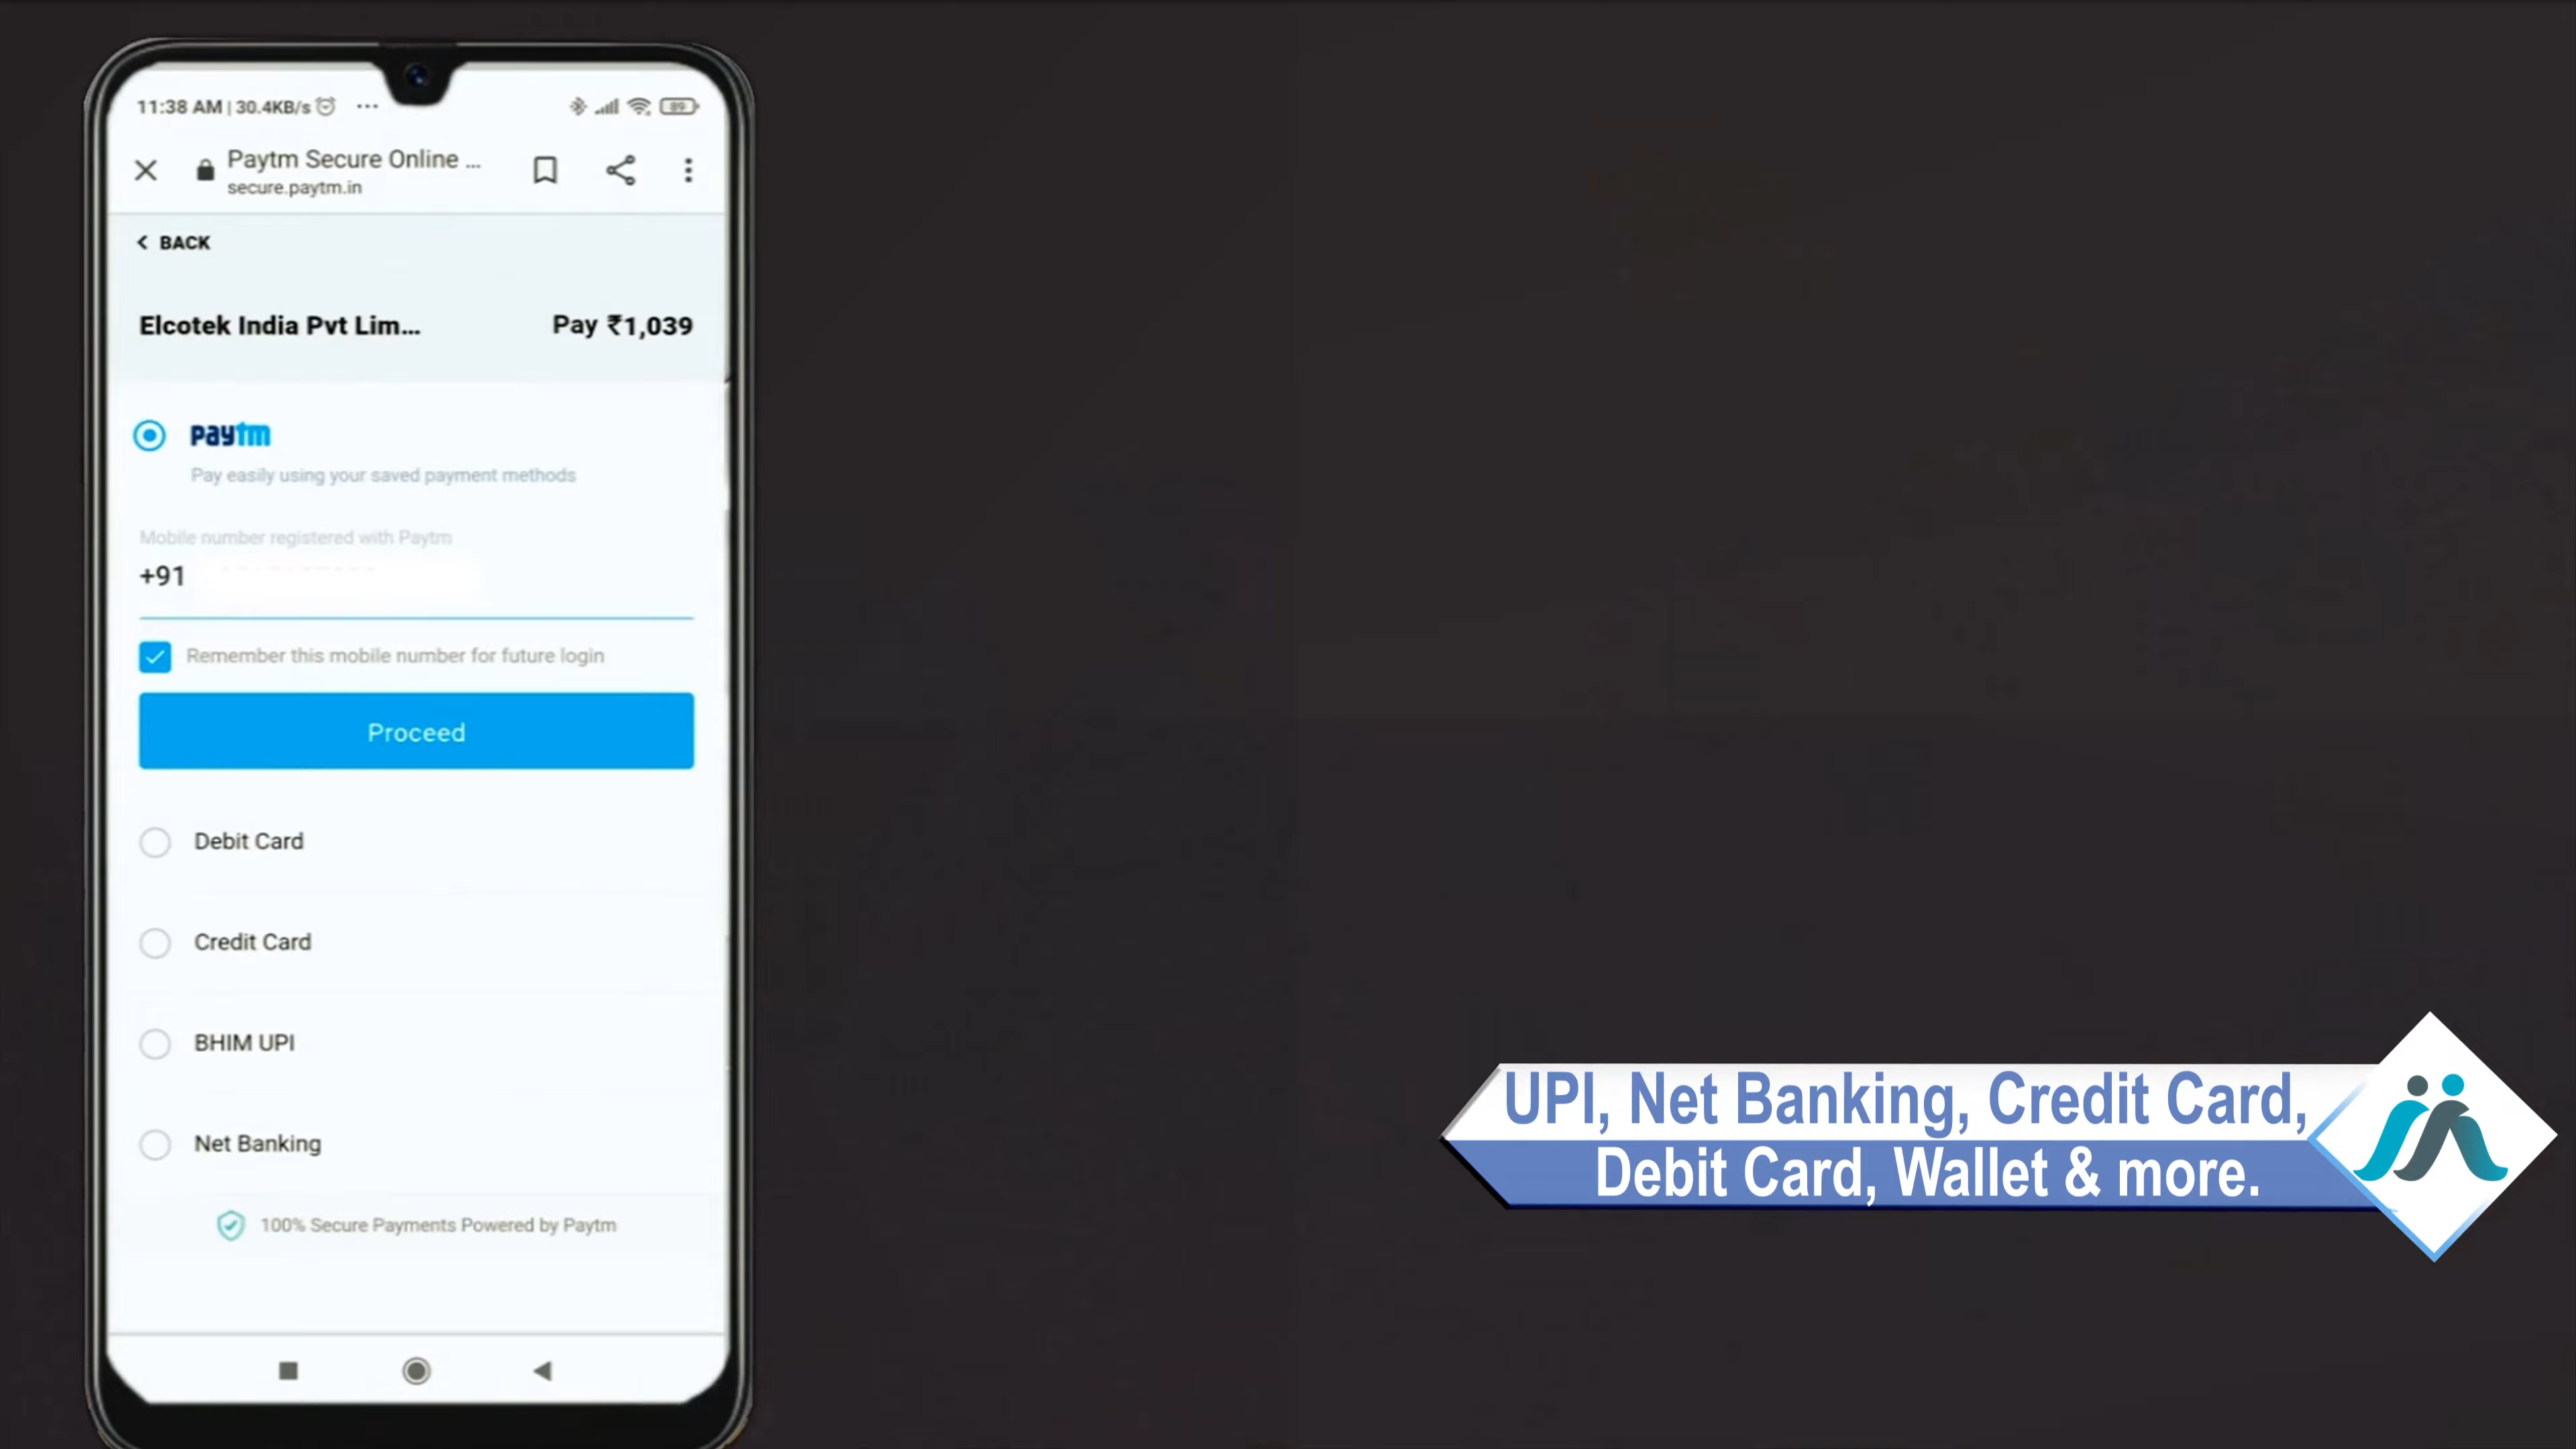 11:38 AM | 30.4KB/s ... 89
Paytm Secure Online ...
secure.paytm.in
BACK
Elcotek India Pvt Lim... Pay ₹1,039
paytm
Pay easily using your saved payment methods
Mobile number registered with Paytm
+91
Remember this mobile number for future login
Proceed
Debit Card
Credit Card
BHIM UPI
Net Banking
100% Secure Payments Powered by Paytm
UPI, Net Banking, Credit Card,
Debit Card, Wallet & more.